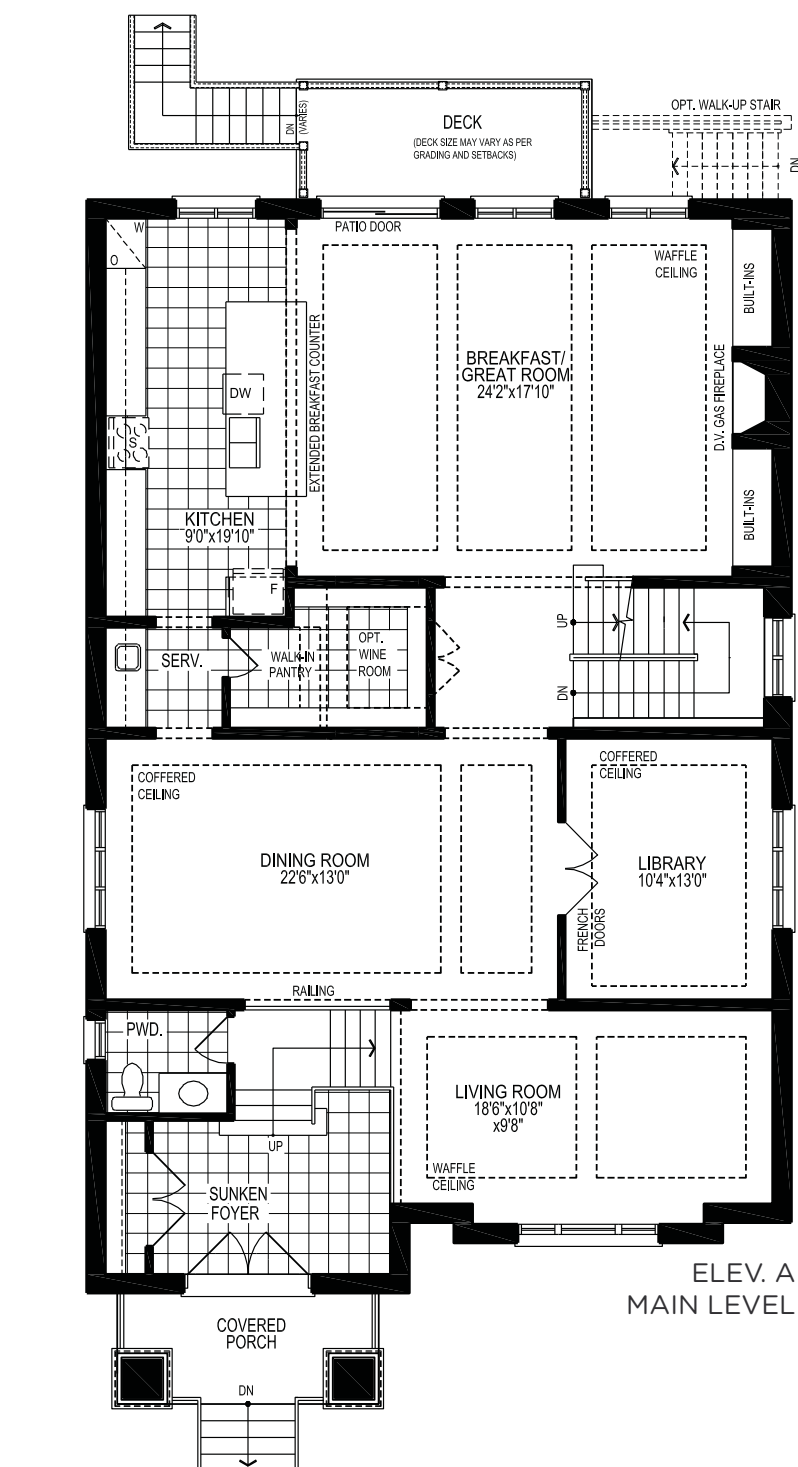 OPT. WALK-UP STAIR
DN
(VARIES)
DECK
(DECK SIZE MAY VARY AS PER
GRADING AND SETBACKS)
DN
W
O
PATIO DOOR
WAFFLE
CEILING
BUILT-INS
EXTENDED BREAKFAST COUNTER
BREAKFAST/
GREAT ROOM
24'2"x17'10"
D.V. GAS FIREPLACE
DW
S
KITCHEN
9'0"x19'10"
BUILT-INS
F
SERV.
WALK-IN
PANTRY
OPT.
WINE
ROOM
UP
DN
COFFERED
CEILING
COFFERED
CEILING
DINING ROOM
22'6"x13'0"
LIBRARY
10'4"x13'0"
FRENCH
DOORS
RAILING
PWD.
LIVING ROOM
18'6"x10'8"
x9'8"
UP
WAFFLE
CEILING
SUNKEN
FOYER
ELEV. A
MAIN LEVEL
COVERED
PORCH
DN